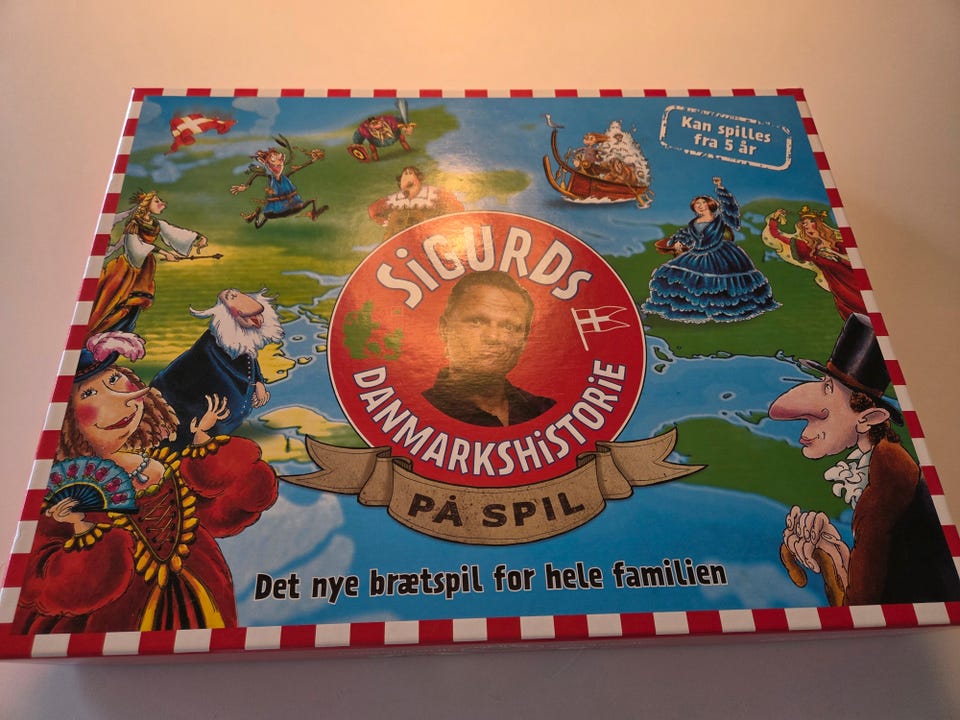 Kan spilles
fra 5 år
SiGURDs
DANMARKSHiSTORiE
PÅ SPIL
Det nye brætspil for hele familien